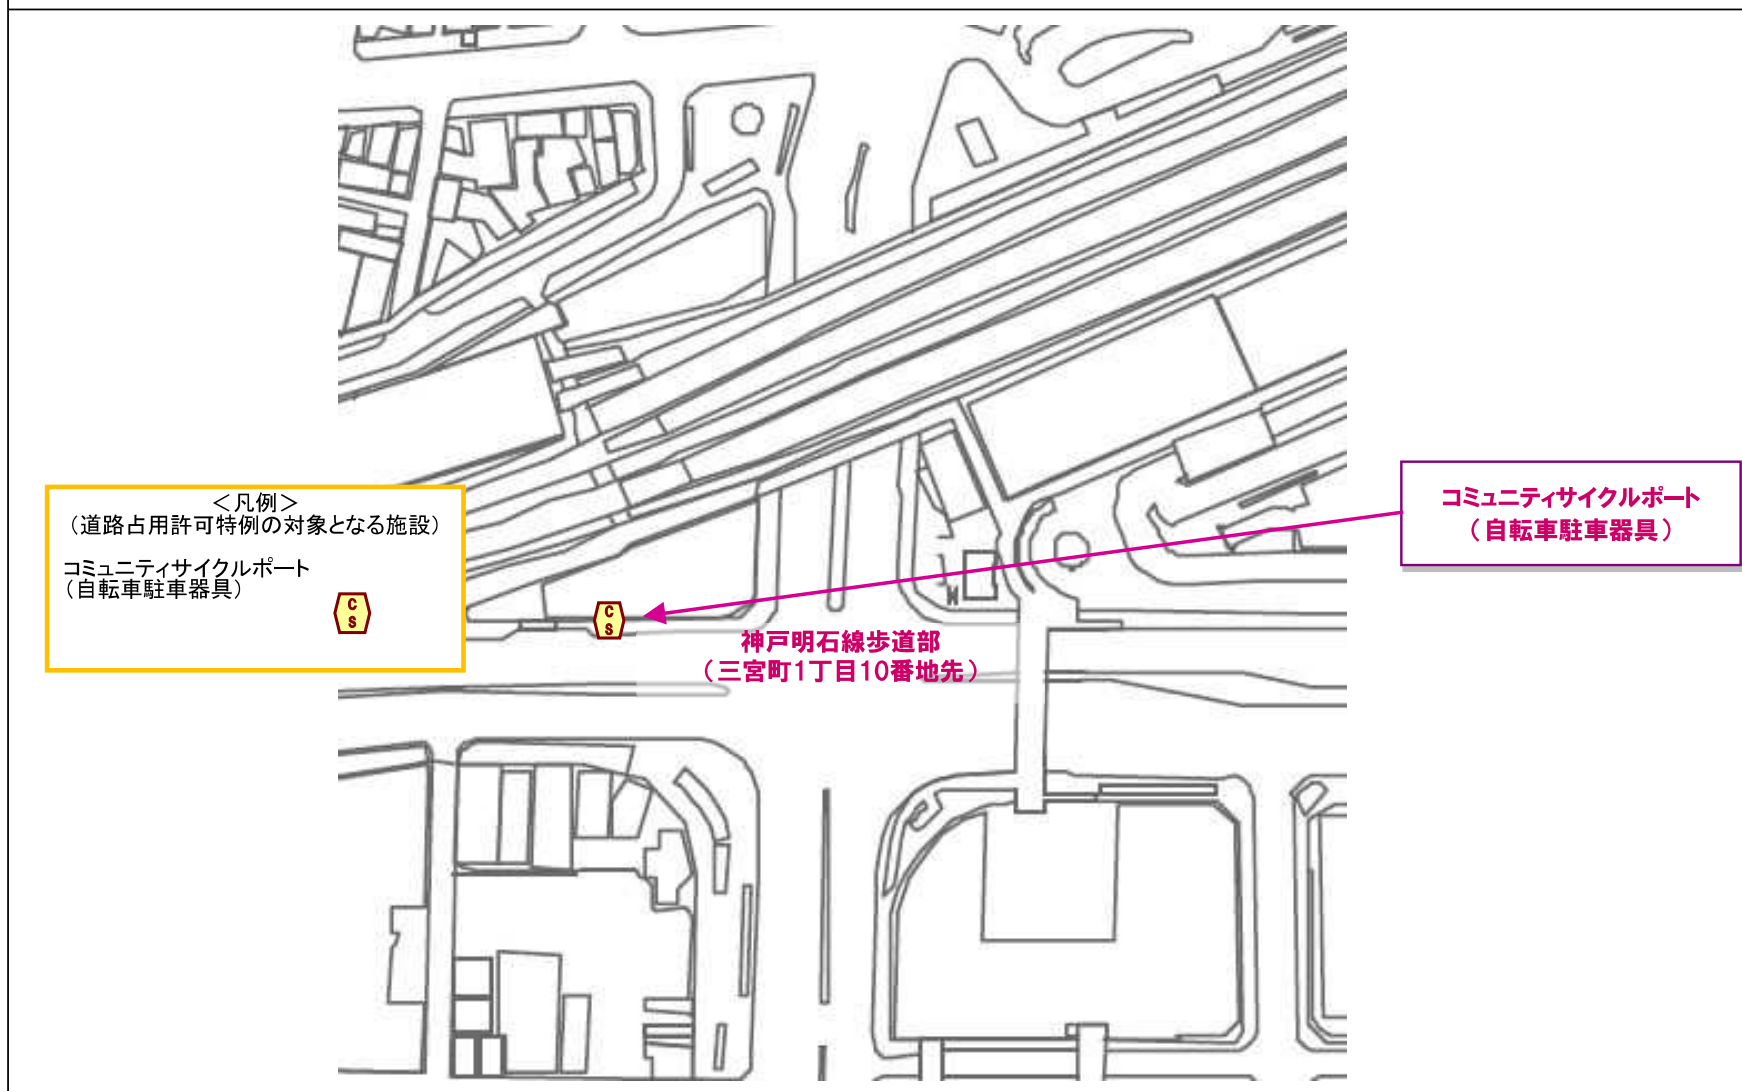 ＜凡例＞
（道路占用許可特例の対象となる施設）
コミュニティサイクルポート
（自転車駐車器具）
C
S
C
S
コミュニティサイクルポート
（自転車駐車器具）
神戸明石線歩道部
（三宮町1丁目10番地先）